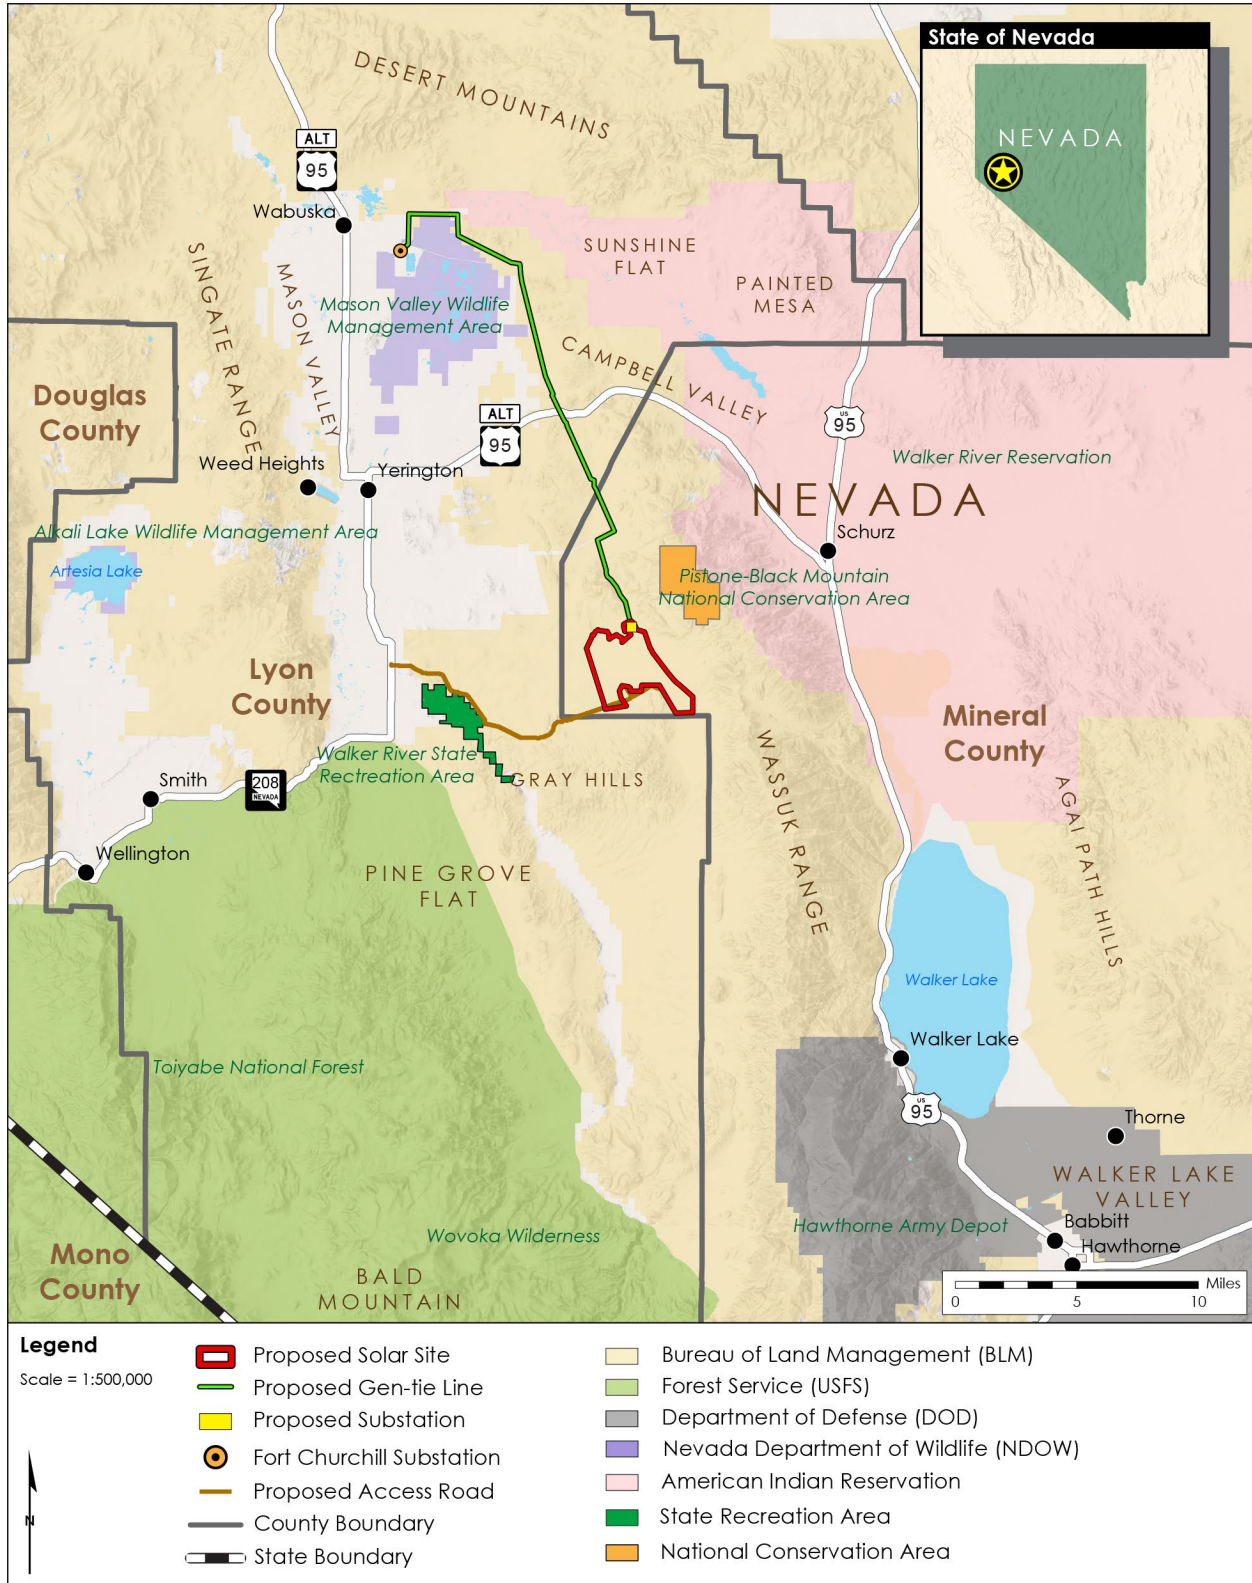 State of Nevada
NEVADA
DESERT MOUNTAINS
ALT
95
Wabuska
SUNSHINE
FLAT
PAINTED
MESA
SINGATE RANGE
MASON VALLEY
Mason Valley Wildlife
Management Area
CAMPBELL VALLEY
Douglas
County
ALT
95
US
95
Weed Heights
Yerington
Walker River Reservation
NEVADA
Alkali Lake Wildlife Management Area
Schurz
Artesia Lake
Pistone-Black Mountain
National Conservation Area
Lyon
County
Mineral
County
Walker River State
Rectreation Area
WASSUK RANGE
Smith
208
NEVADA
GRAY HILLS
AGAI PATH HILLS
Wellington
PINE GROVE
FLAT
Walker Lake
Walker Lake
Toiyabe National Forest
US
95
Thorne
WALKER LAKE
VALLEY
Hawthorne Army Depot
Babbitt
Wovoka Wilderness
Hawthorne
Mono
County
BALD
MOUNTAIN
Miles
0 5 10
Legend
Scale = 1:500,000
N
Proposed Solar Site
Proposed Gen-tie Line
Proposed Substation
Fort Churchill Substation
Proposed Access Road
County Boundary
State Boundary
Bureau of Land Management (BLM)
Forest Service (USFS)
Department of Defense (DOD)
Nevada Department of Wildlife (NDOW)
American Indian Reservation
State Recreation Area
National Conservation Area